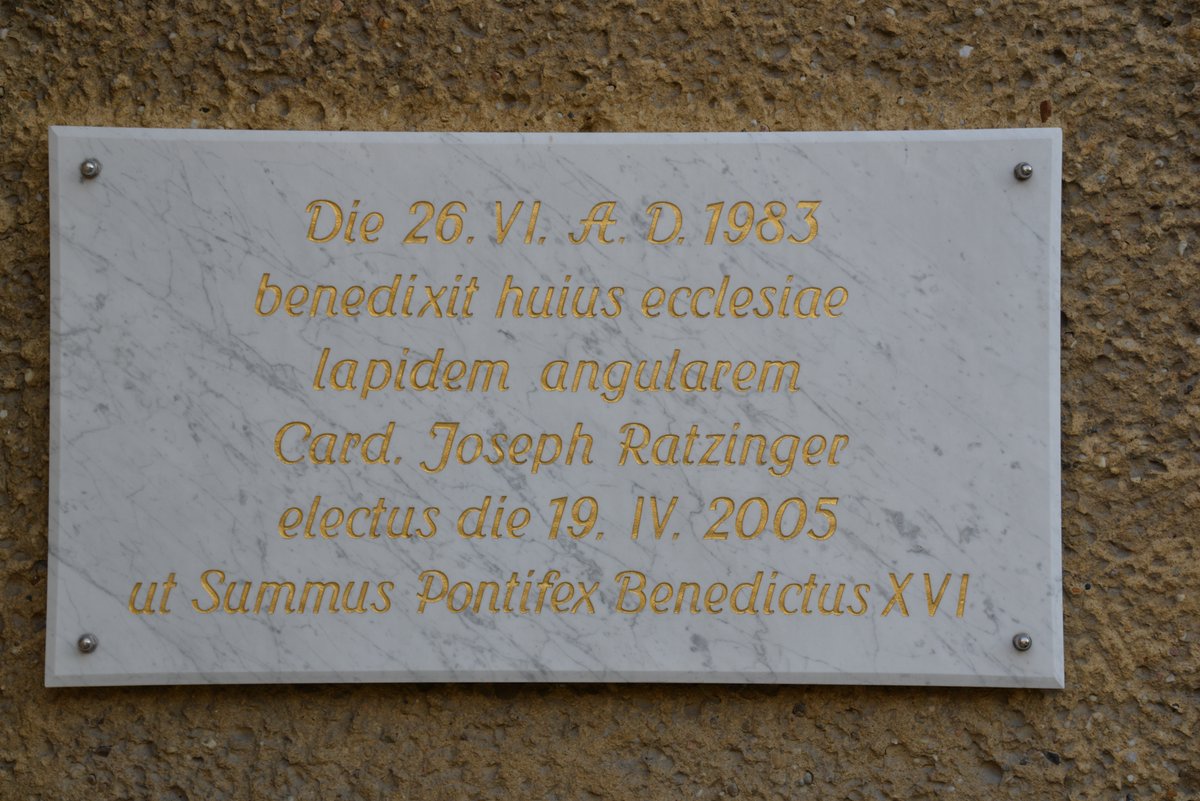 Die 26. VI. A. D. 1983
benedixit huius ecclesiae
lapidem angularem
Card. Joseph Ratzinger
electus die 19. IV. 2005
ut Summus Pontifex Benedictus XVI